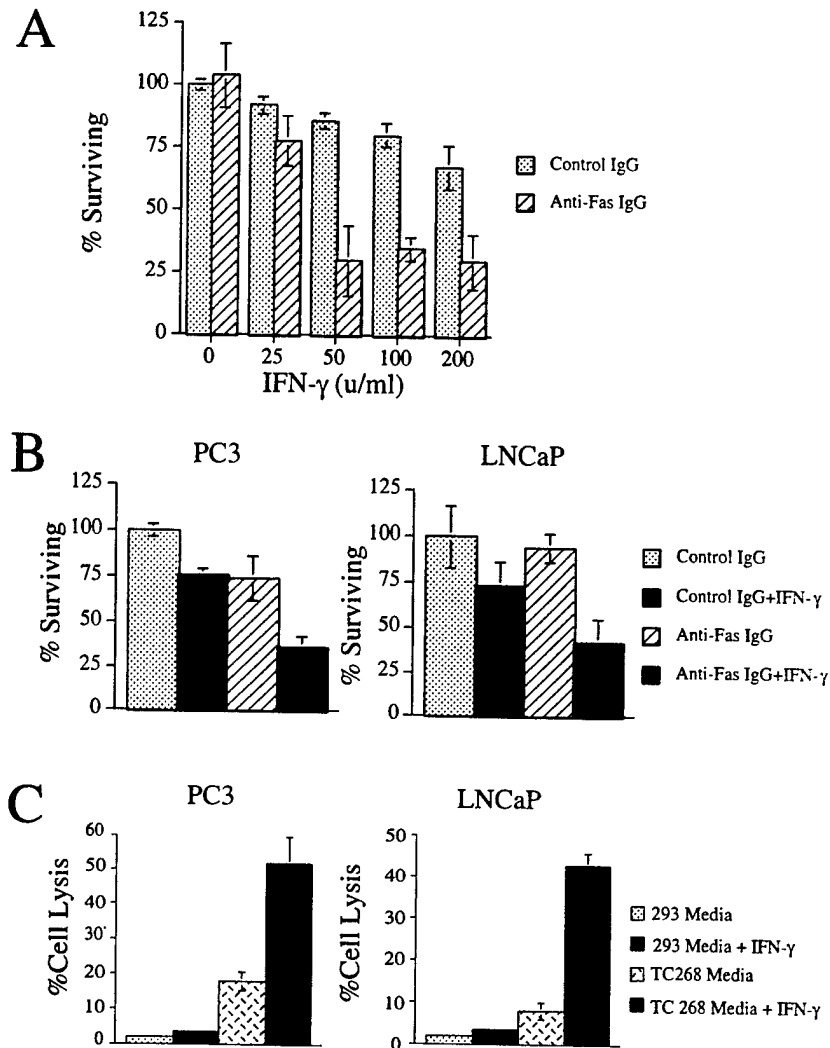 A
125
100
75
50
25
0
% Surviving
0 25 50 100 200
IFN-γ (u/ml)
Control IgG
Anti-Fas IgG
B
PC3
125
100
75
50
25
0
% Surviving
LNCaP
125
100
75
50
25
0
% Surviving
Control IgG
Control IgG+IFN-γ
Anti-Fas IgG
Anti-Fas IgG+IFN-γ
C
PC3
60
50
40
30
20
10
0
%Cell Lysis
LNCaP
50
40
30
20
10
0
%Cell Lysis
293 Media
293 Media + IFN-γ
TC268 Media
TC 268 Media + IFN-γ